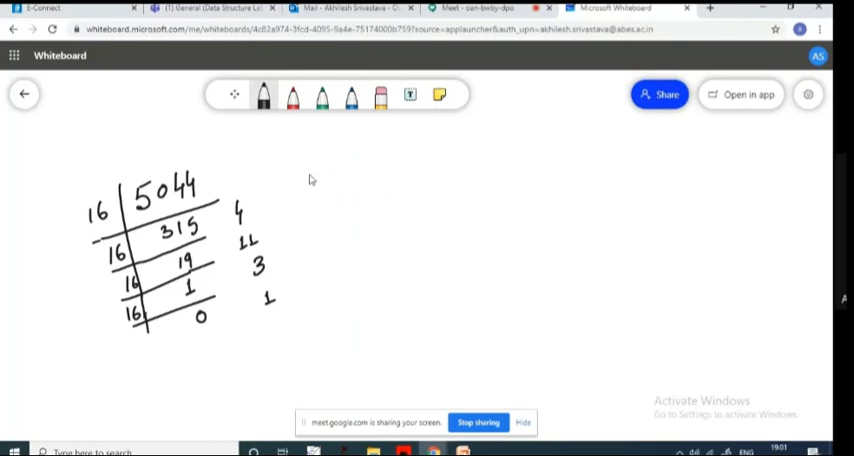 E-Connect
(1) General (Data Structure La
Mail - Akhilesh Srivastava - O
Meet - oan-bwby-dpo
Microsoft Whiteboard
whiteboard.microsoft.com/me/whiteboards/4c82a974-3fcd-4095-9a4e-75174000b759?source=applauncher&auth_upn=akhilesh.srivastava@abes.ac.in
Whiteboard
AS
T
Share
Open in app
16 5044
16 315 4
16 19 11
16 1 3
16 0 1
Activate Windows
Go to Settings to activate Windows.
meet.google.com is sharing your screen.
Stop sharing
Hide
Type here to search
ENG
19:01